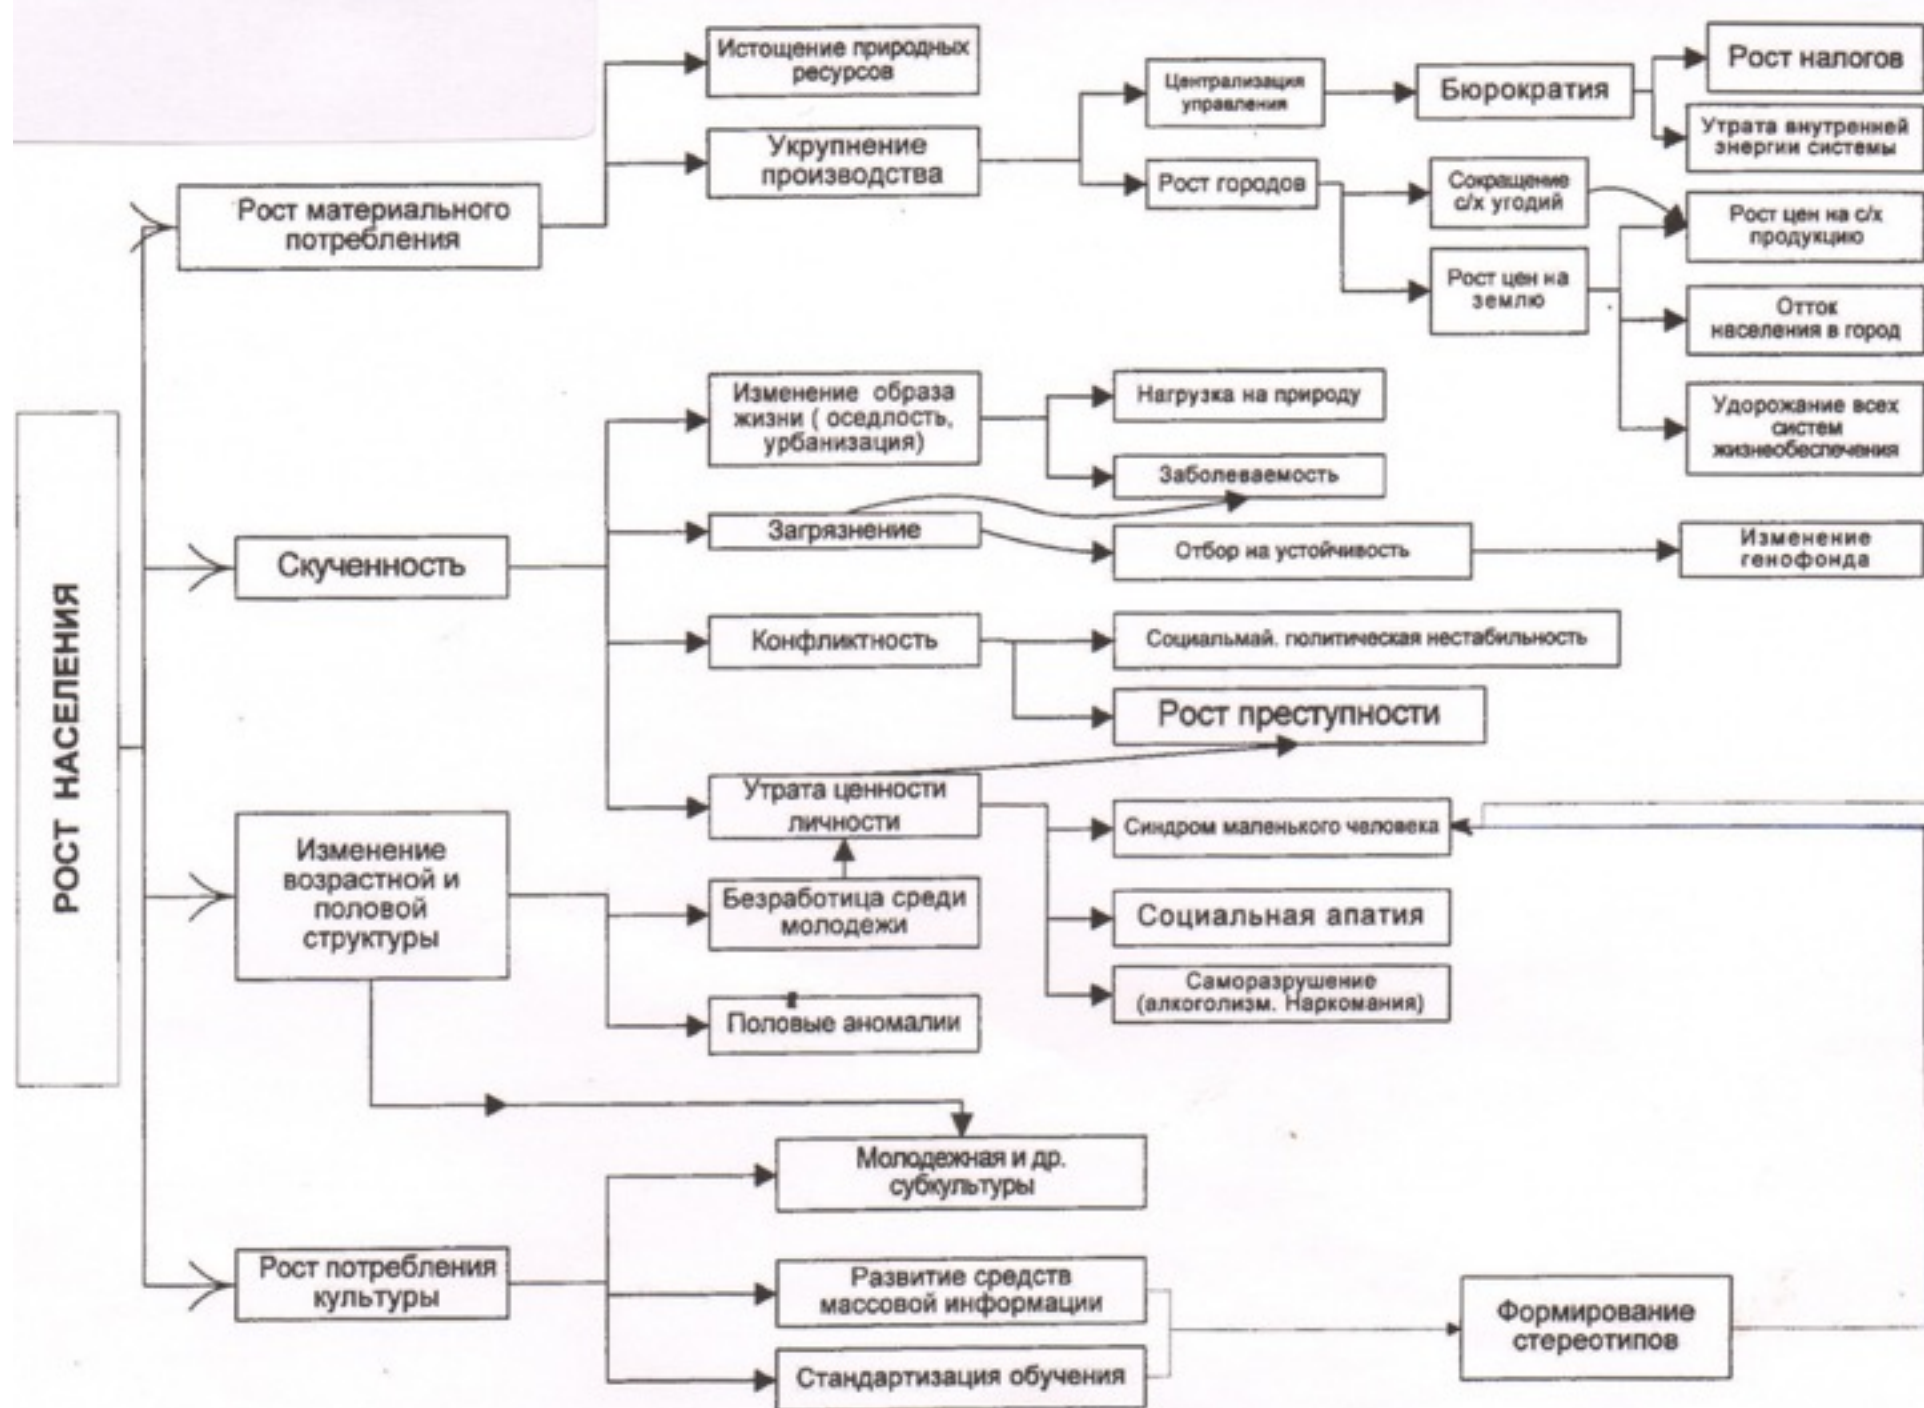 РОСТ НАСЕЛЕНИЯ
Рост материального
потребления
Истощение природных
ресурсов
Укрупнение
производства
Централизация
управления
Бюрократия
Рост налогов
Утрата внутренней
энергии системы
Рост городов
Сокращение
с/х угодий
Рост цен на с/х
продукцию
Рост цен на
землю
Отток
населения в город
Удорожание всех
систем
жизнеобеспечения
Скученность
Изменение образа
жизни ( оседлость,
урбанизация)
Нагрузка на природу
Заболеваемость
Загрязнение
Отбор на устойчивость
Изменение
генофонда
Конфликтность
Социальмай. политическая нестабильность
Рост преступности
Утрата ценности
личности
Синдром маленького человека
Социальная апатия
Саморазрушение
(алкоголизм. Наркомания)
Изменение
возрастной и
половой
структуры
Безработица среди
молодежи
Половые аномалии
Рост потребления
культуры
Молодежная и др.
субкультуры
Развитие средств
массовой информации
Стандартизация обучения
Формирование
стереотипов